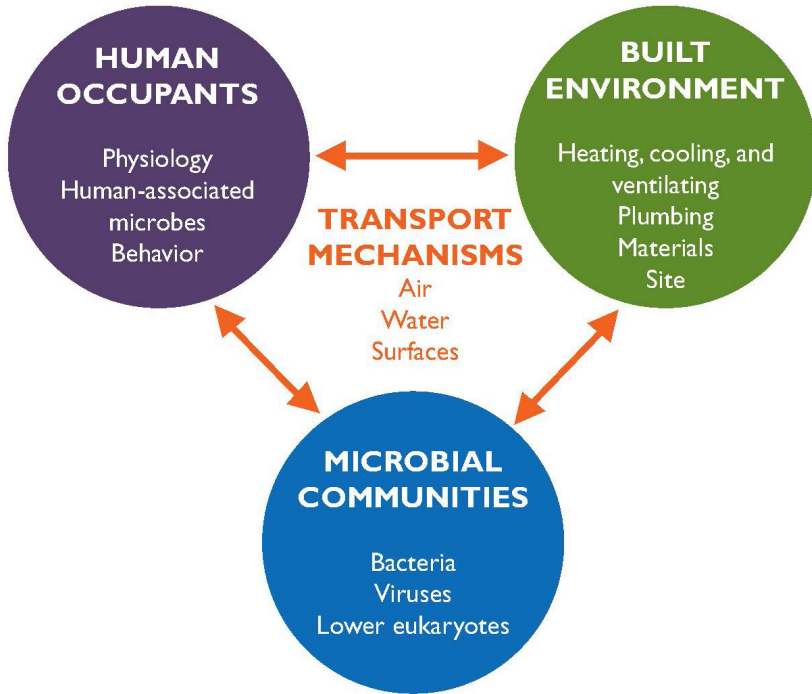 HUMAN
OCCUPANTS
Physiology
Human-associated
microbes
Behavior
BUILT
ENVIRONMENT
Heating, cooling, and
ventilating
Plumbing
Materials
Site
TRANSPORT
MECHANISMS
Air
Water
Surfaces
MICROBIAL
COMMUNITIES
Bacteria
Viruses
Lower eukaryotes